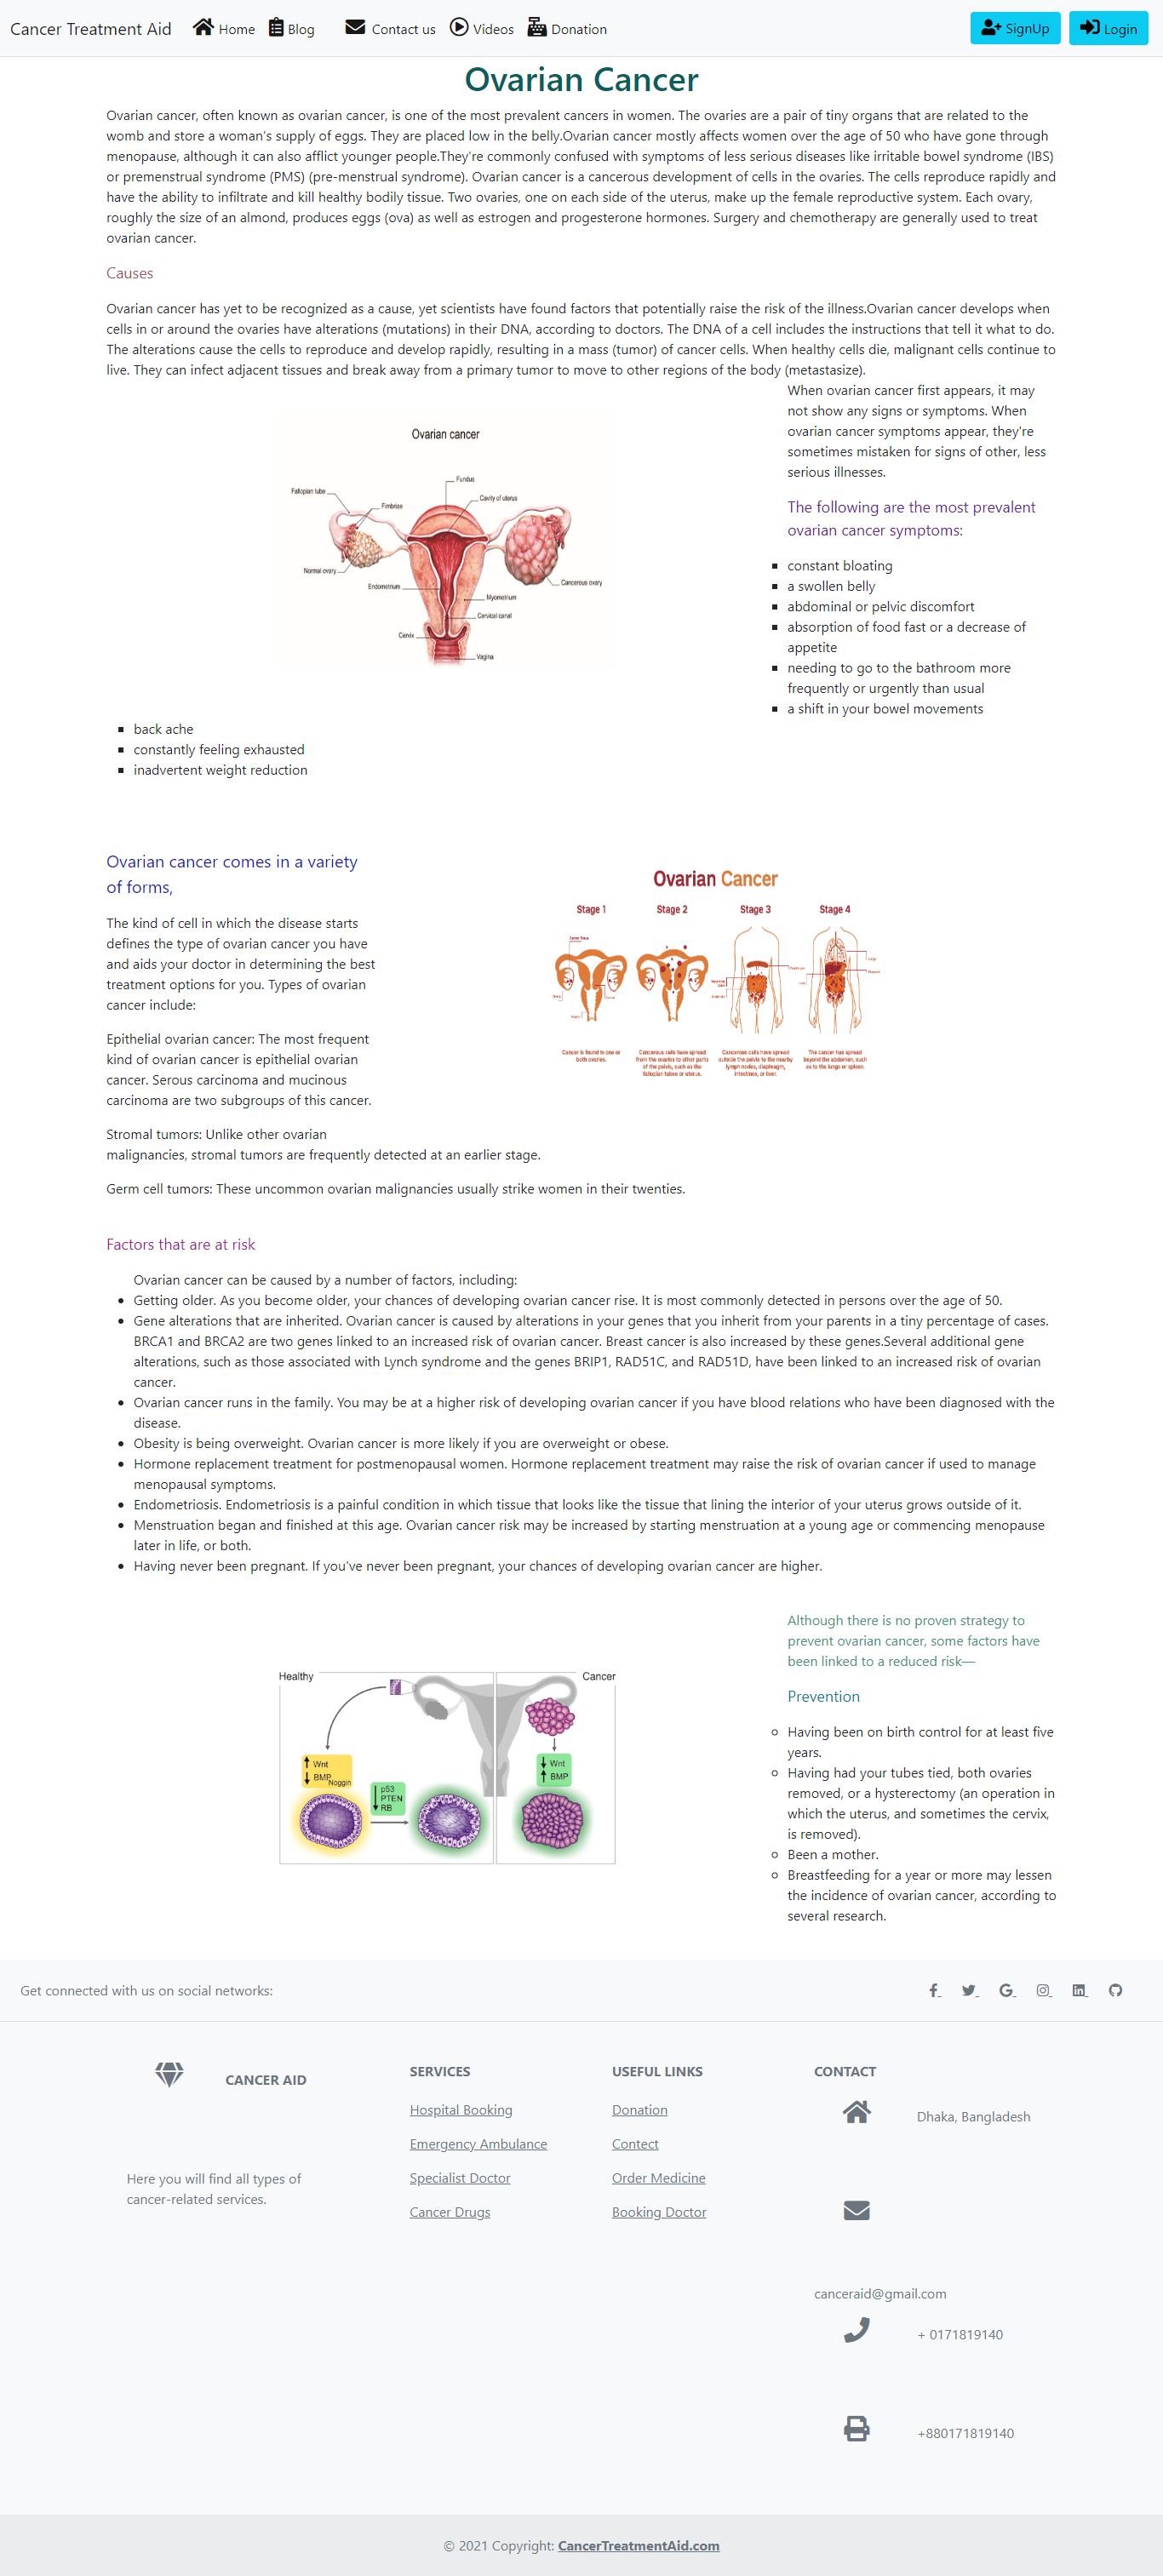 Cancer Treatment Aid Home Blog Contact us Videos Donation SignUp Login
Ovarian Cancer
Ovarian cancer, often known as ovarian cancer, is one of the most prevalent cancers in women. The ovaries are a pair of tiny organs that are related to the
womb and store a woman's supply of eggs. They are placed low in the belly.Ovarian cancer mostly affects women over the age of 50 who have gone through
menopause, although it can also afflict younger people.They're commonly confused with symptoms of less serious diseases like irritable bowel syndrome (IBS)
or premenstrual syndrome (PMS) (pre-menstrual syndrome). Ovarian cancer is a cancerous development of cells in the ovaries. The cells reproduce rapidly and
have the ability to infiltrate and kill healthy bodily tissue. Two ovaries, one on each side of the uterus, make up the female reproductive system. Each ovary,
roughly the size of an almond, produces eggs (ova) as well as estrogen and progesterone hormones. Surgery and chemotherapy are generally used to treat
ovarian cancer.
Causes
Ovarian cancer has yet to be recognized as a cause, yet scientists have found factors that potentially raise the risk of the illness.Ovarian cancer develops when
cells in or around the ovaries have alterations (mutations) in their DNA, according to doctors. The DNA of a cell includes the instructions that tell it what to do.
The alterations cause the cells to reproduce and develop rapidly, resulting in a mass (tumor) of cancer cells. When healthy cells die, malignant cells continue to
live. They can infect adjacent tissues and break away from a primary tumor to move to other regions of the body (metastasize).
Ovarian cancer
Fundus
Fallopian tube
Cavity of uterus
Fimbriae
Normal ovary
Cancerous ovary
Endometrium
Myometrium
Cervical canal
Cervix
Vagina
When ovarian cancer first appears, it may
not show any signs or symptoms. When
ovarian cancer symptoms appear, they're
sometimes mistaken for signs of other, less
serious illnesses.
The following are the most prevalent
ovarian cancer symptoms:
constant bloating
a swollen belly
abdominal or pelvic discomfort
absorption of food fast or a decrease of
appetite
needing to go to the bathroom more
frequently or urgently than usual
a shift in your bowel movements
back ache
constantly feeling exhausted
inadvertent weight reduction
Ovarian cancer comes in a variety
of forms,
The kind of cell in which the disease starts
defines the type of ovarian cancer you have
and aids your doctor in determining the best
treatment options for you. Types of ovarian
cancer include:
Epithelial ovarian cancer: The most frequent
kind of ovarian cancer is epithelial ovarian
cancer. Serous carcinoma and mucinous
carcinoma are two subgroups of this cancer.
Stromal tumors: Unlike other ovarian
malignancies, stromal tumors are frequently detected at an earlier stage.
Germ cell tumors: These uncommon ovarian malignancies usually strike women in their twenties.
Ovarian Cancer
Stage 1 Stage 2 Stage 3 Stage 4
Cancer is found in one or
both ovaries.
Cancerous cells have spread
from the ovaries to other parts
of the pelvis, such as the
fallopian tubes or uterus.
Cancerous cells have spread
outside the pelvis to the nearby
lymph nodes, diaphragm,
intestines, or liver.
The cancer has spread
beyond the abdomen, such
as to the lungs or spleen.
Factors that are at risk
Ovarian cancer can be caused by a number of factors, including:
Getting older. As you become older, your chances of developing ovarian cancer rise. It is most commonly detected in persons over the age of 50.
Gene alterations that are inherited. Ovarian cancer is caused by alterations in your genes that you inherit from your parents in a tiny percentage of cases.
BRCA1 and BRCA2 are two genes linked to an increased risk of ovarian cancer. Breast cancer is also increased by these genes.Several additional gene
alterations, such as those associated with Lynch syndrome and the genes BRIP1, RAD51C, and RAD51D, have been linked to an increased risk of ovarian
cancer.
Ovarian cancer runs in the family. You may be at a higher risk of developing ovarian cancer if you have blood relations who have been diagnosed with the
disease.
Obesity is being overweight. Ovarian cancer is more likely if you are overweight or obese.
Hormone replacement treatment for postmenopausal women. Hormone replacement treatment may raise the risk of ovarian cancer if used to manage
menopausal symptoms.
Endometriosis. Endometriosis is a painful condition in which tissue that looks like the tissue that lining the interior of your uterus grows outside of it.
Menstruation began and finished at this age. Ovarian cancer risk may be increased by starting menstruation at a young age or commencing menopause
later in life, or both.
Having never been pregnant. If you've never been pregnant, your chances of developing ovarian cancer are higher.
Healthy Cancer
Wnt
BMP
Noggin
p53
PTEN
RB
Wnt
BMP
Although there is no proven strategy to
prevent ovarian cancer, some factors have
been linked to a reduced risk—
Prevention
Having been on birth control for at least five
years.
Having had your tubes tied, both ovaries
removed, or a hysterectomy (an operation in
which the uterus, and sometimes the cervix,
is removed).
Been a mother.
Breastfeeding for a year or more may lessen
the incidence of ovarian cancer, according to
several research.
Get connected with us on social networks:
CANCER AID
Here you will find all types of
cancer-related services.
SERVICES
Hospital Booking
Emergency Ambulance
Specialist Doctor
Cancer Drugs
USEFUL LINKS
Donation
Contect
Order Medicine
Booking Doctor
CONTACT
Dhaka, Bangladesh
canceraid@gmail.com
+ 0171819140
+880171819140
© 2021 Copyright: CancerTreatmentAid.com